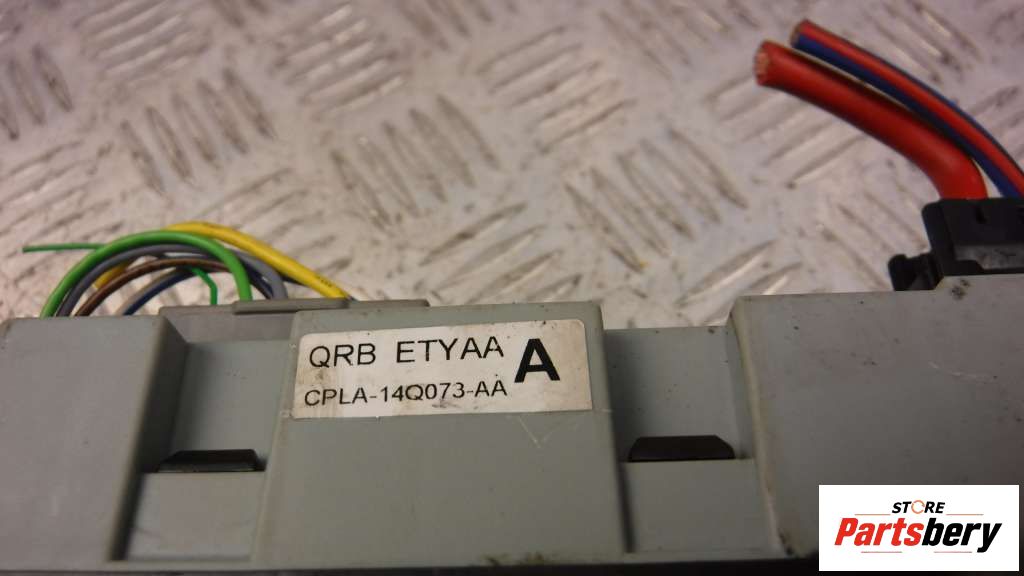 QRB ETYAA A
CPLA-14Q073-AA
STORE
Partsbery